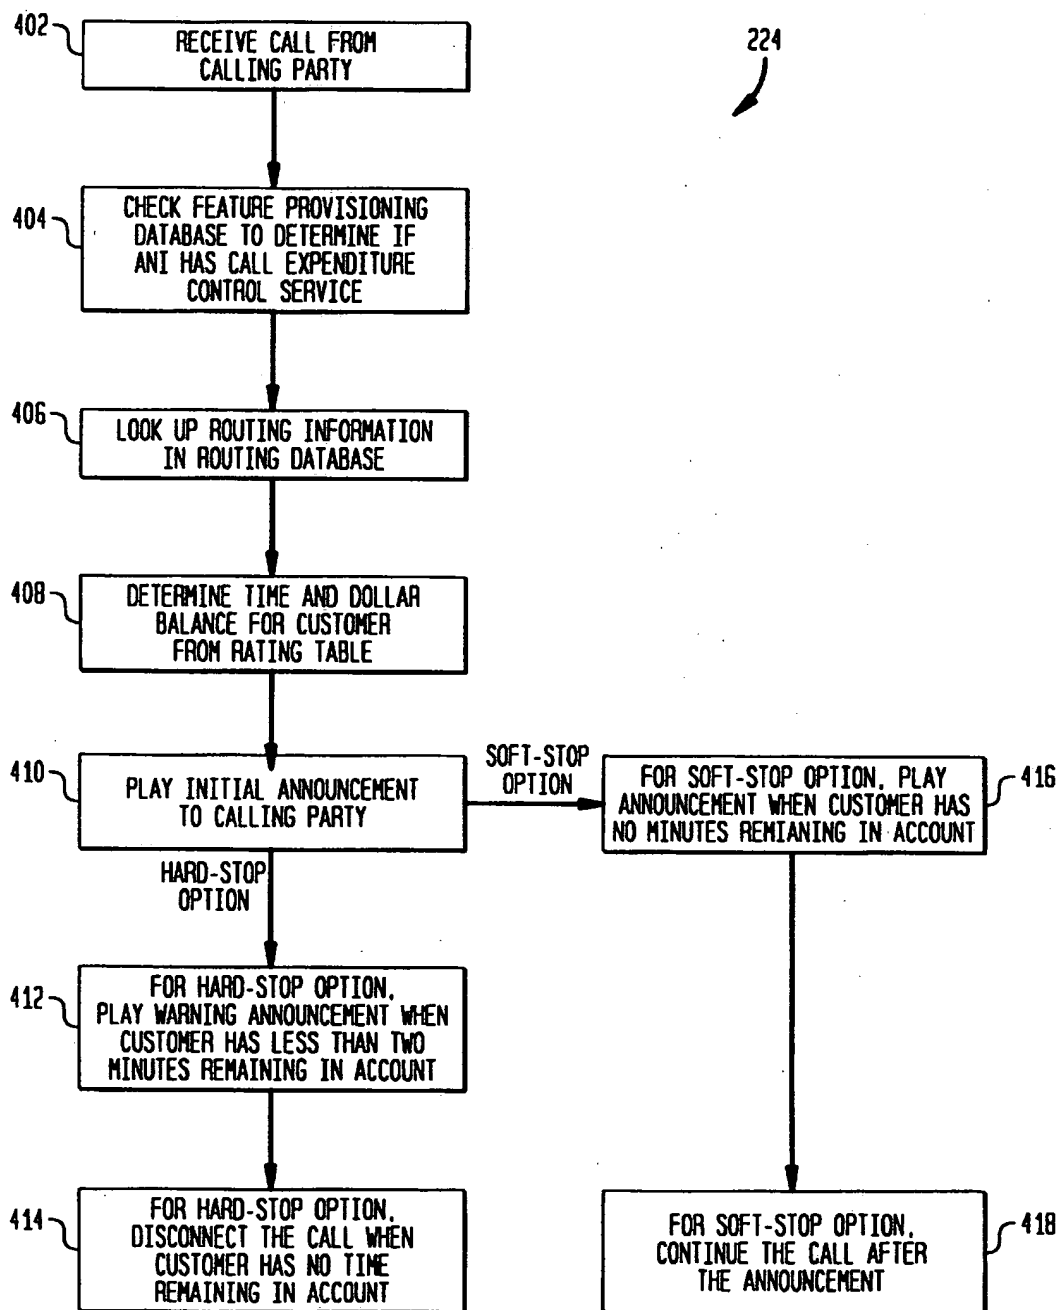 402
RECEIVE CALL FROM
CALLING PARTY
224
404
CHECK FEATURE PROVISIONING
DATABASE TO DETERMINE IF
ANI HAS CALL EXPENDITURE
CONTROL SERVICE
406
LOOK UP ROUTING INFORMATION
IN ROUTING DATABASE
408
DETERMINE TIME AND DOLLAR
BALANCE FOR CUSTOMER
FROM RATING TABLE
410
PLAY INITIAL ANNOUNCEMENT
TO CALLING PARTY
SOFT-STOP
OPTION
FOR SOFT-STOP OPTION, PLAY
ANNOUNCEMENT WHEN CUSTOMER HAS
NO MINUTES REMIANING IN ACCOUNT
416
HARD-STOP
OPTION
412
FOR HARD-STOP OPTION,
PLAY WARNING ANNOUNCEMENT WHEN
CUSTOMER HAS LESS THAN TWO
MINUTES REMAINING IN ACCOUNT
414
FOR HARD-STOP OPTION,
DISCONNECT THE CALL WHEN
CUSTOMER HAS NO TIME
REMAINING IN ACCOUNT
FOR SOFT-STOP OPTION,
CONTINUE THE CALL AFTER
THE ANNOUNCEMENT
418